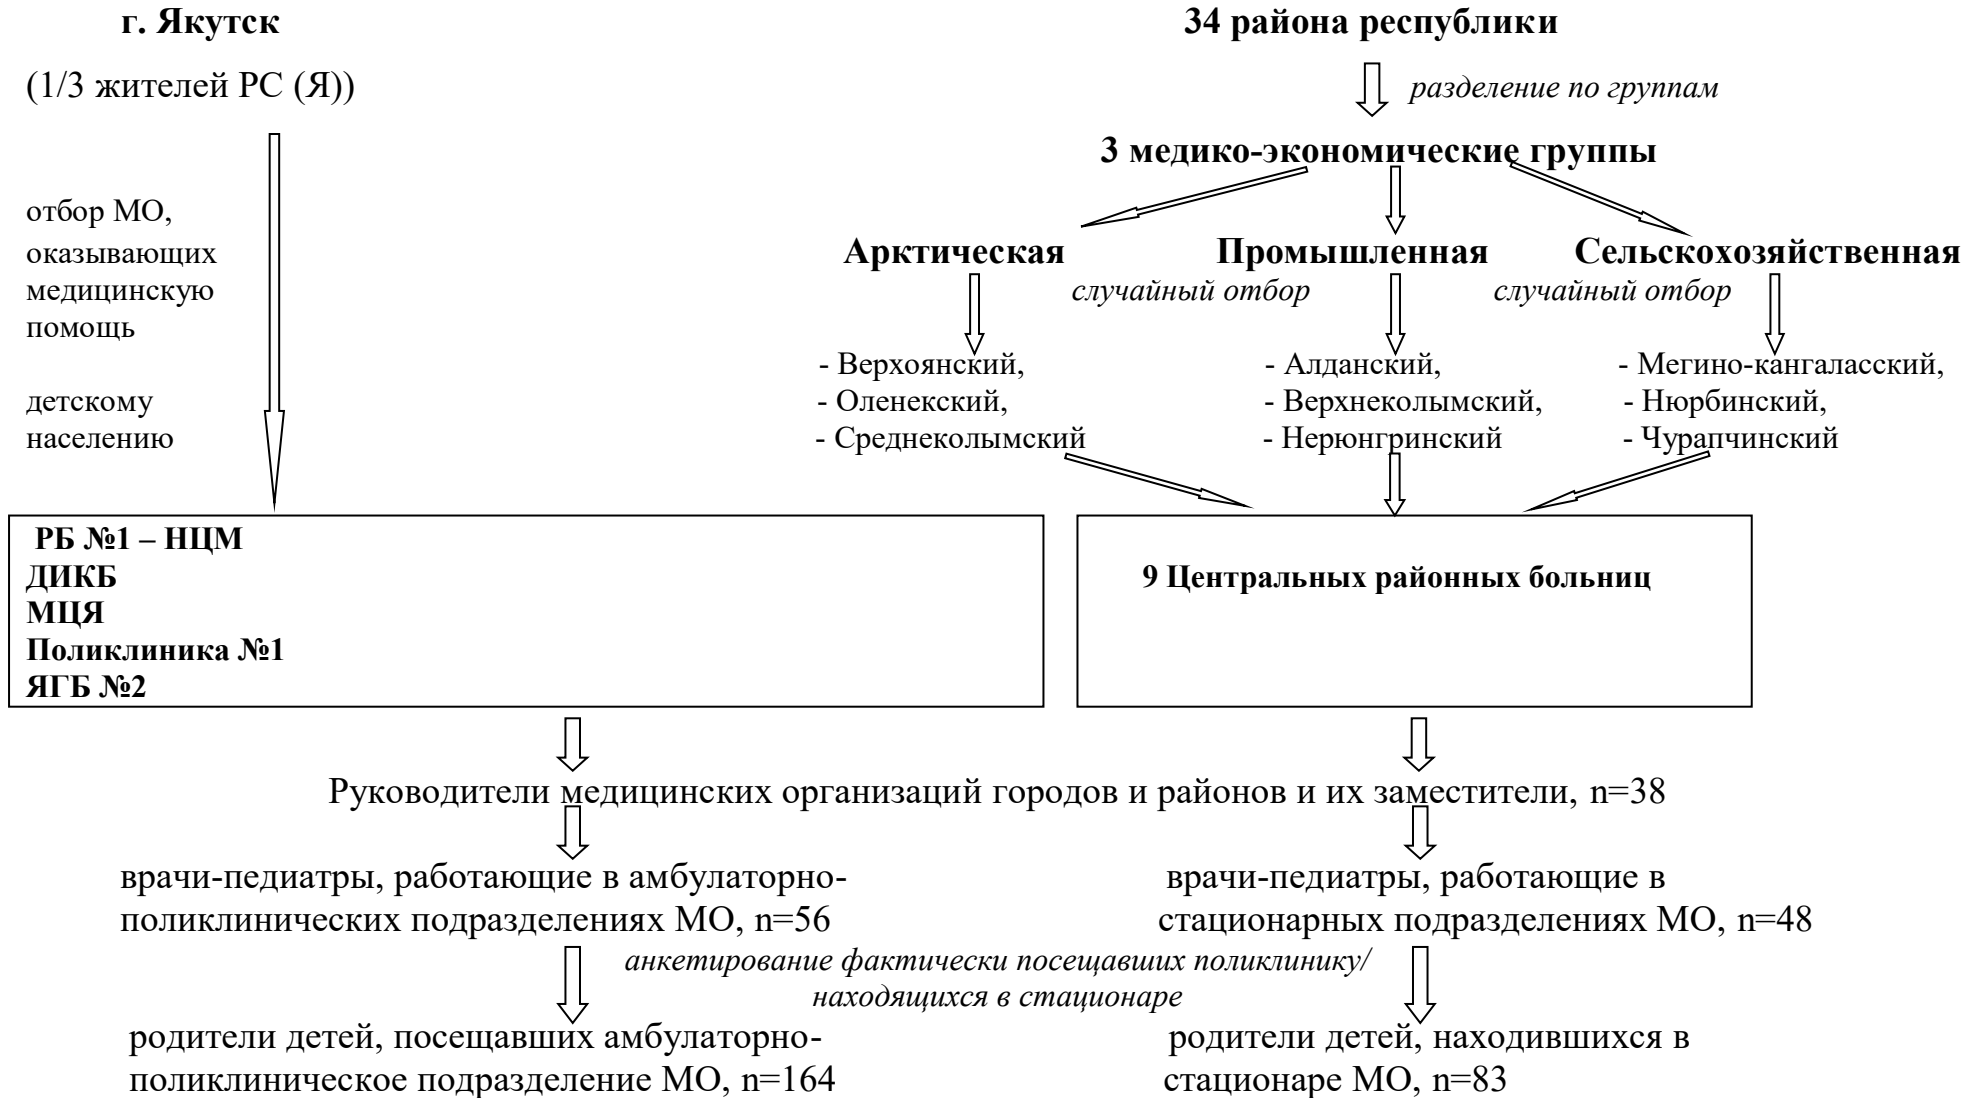 г. Якутск
34 района республики
(1/3 жителей РС (Я))
разделение по группам
3 медико-экономические группы
отбор МО,
оказывающих
медицинскую
помощь
детскому
населению
Арктическая
Промышленная
Сельскохозяйственная
случайный отбор
случайный отбор
- Верхоянский,
- Оленекский,
- Среднеколымский
- Алданский,
- Верхнеколымский,
- Нерюнгринский
- Мегино-кангаласский,
- Нюрбинский,
- Чурапчинский
РБ №1 – НЦМ
ДИКБ
МЦЯ
Поликлиника №1
ЯГБ №2
9 Центральных районных больниц
Руководители медицинских организаций городов и районов и их заместители, n=38
врачи-педиатры, работающие в амбулаторно-
поликлинических подразделениях МО, n=56
врачи-педиатры, работающие в
стационарных подразделениях МО, n=48
анкетирование фактически посещавших поликлинику/
находящихся в стационаре
родители детей, посещавших амбулаторно-
поликлиническое подразделение МО, n=164
родители детей, находившихся в
стационаре МО, n=83